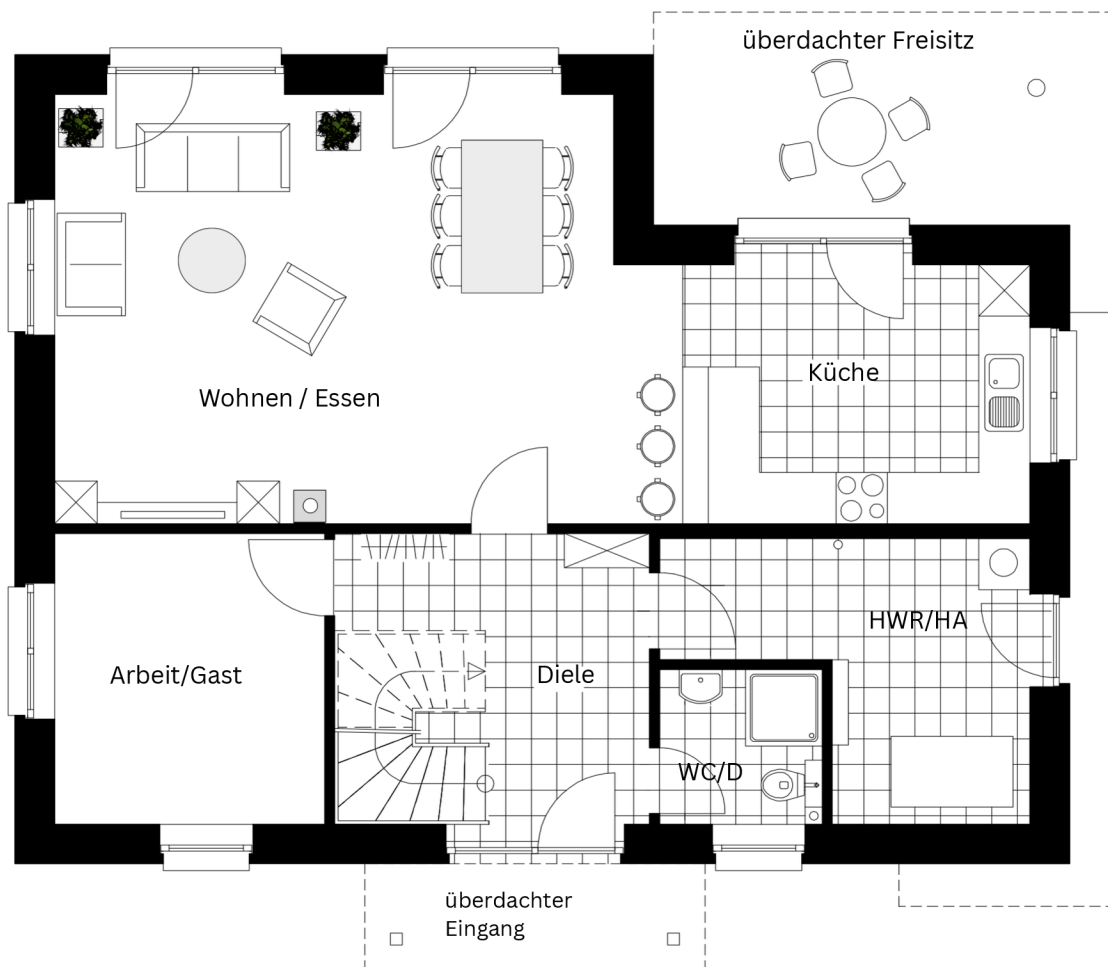 überdachter Freisitz
Küche
Wohnen / Essen
HWR/HA
Arbeit/Gast
Diele
WC/D
überdachter
Eingang